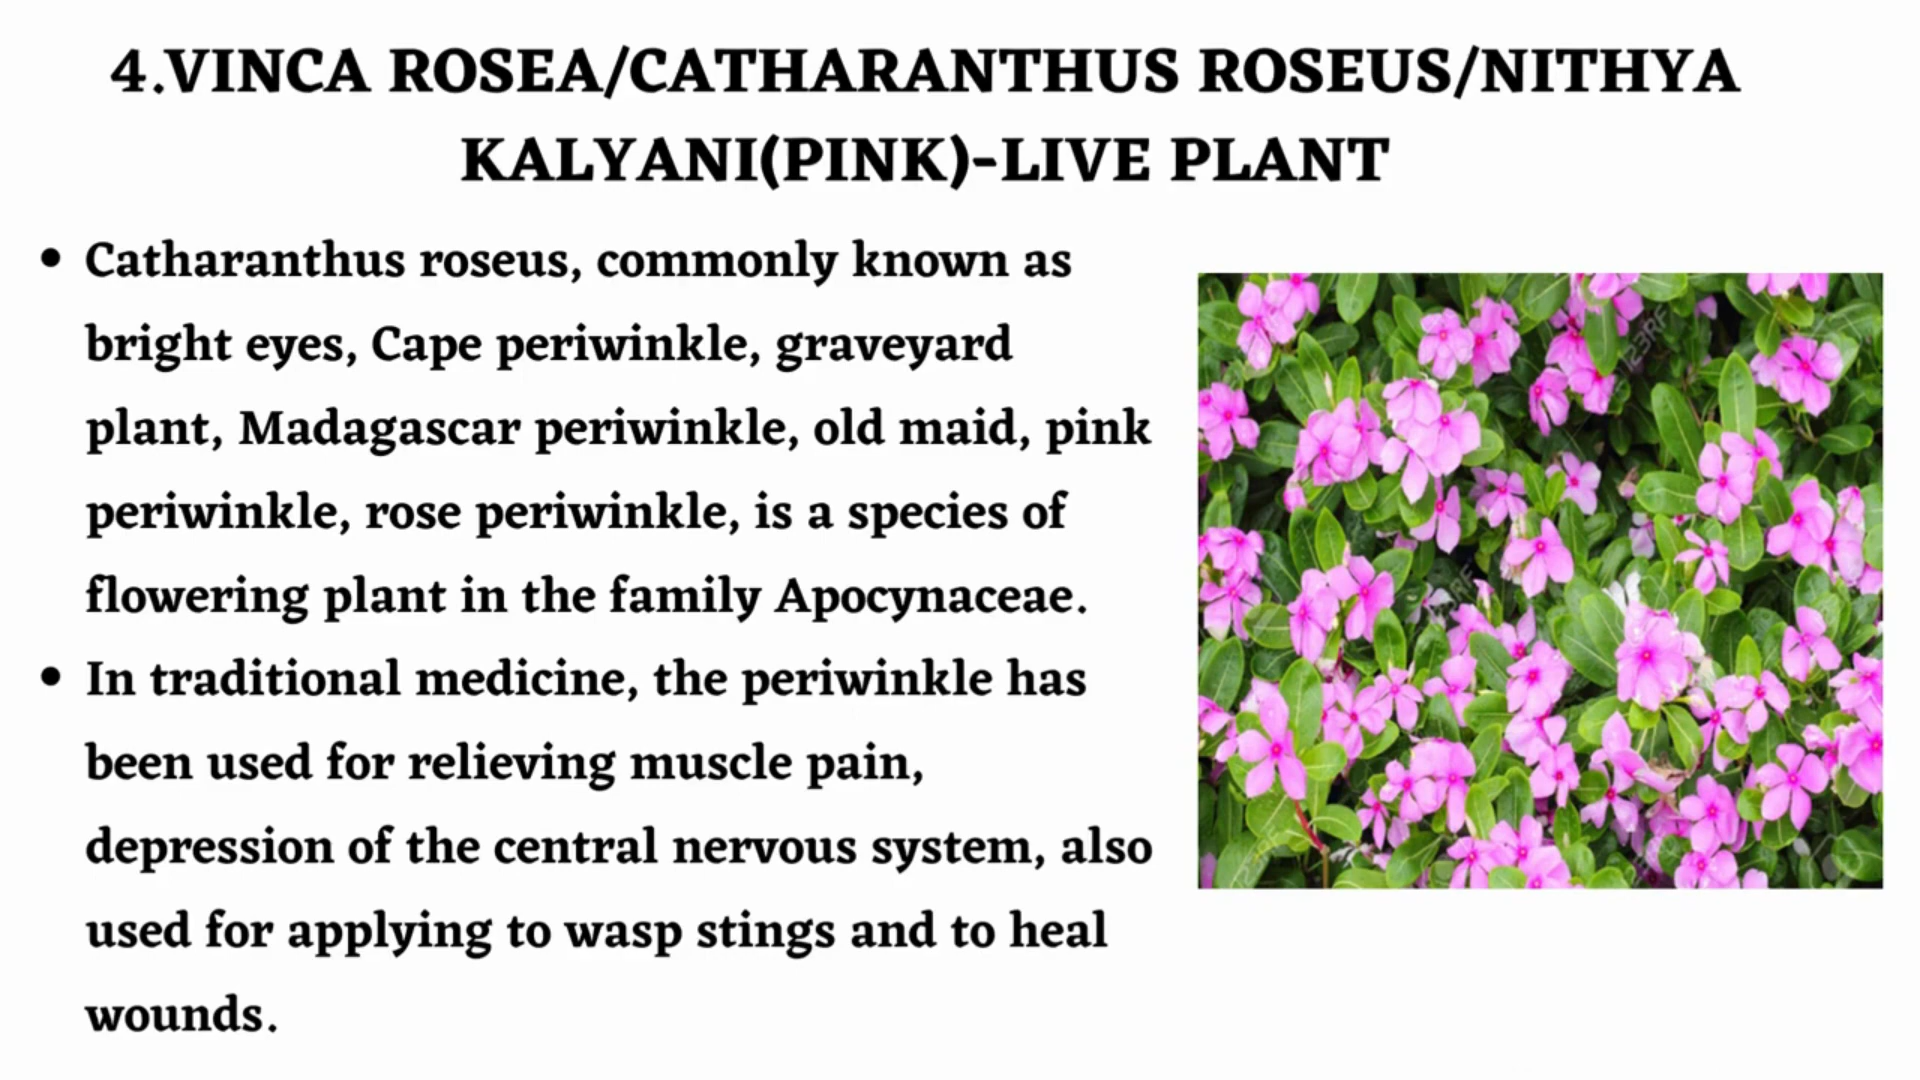 4.VINCA ROSEA/CATHARANTHUS ROSEUS/NITHYA
KALYANI(PINK)-LIVE PLANT
• Catharanthus roseus, commonly known as
bright eyes, Cape periwinkle, graveyard
plant, Madagascar periwinkle, old maid, pink
periwinkle, rose periwinkle, is a species of
flowering plant in the family Apocynaceae.
• In traditional medicine, the periwinkle has
been used for relieving muscle pain,
depression of the central nervous system, also
used for applying to wasp stings and to heal
wounds.
123RF